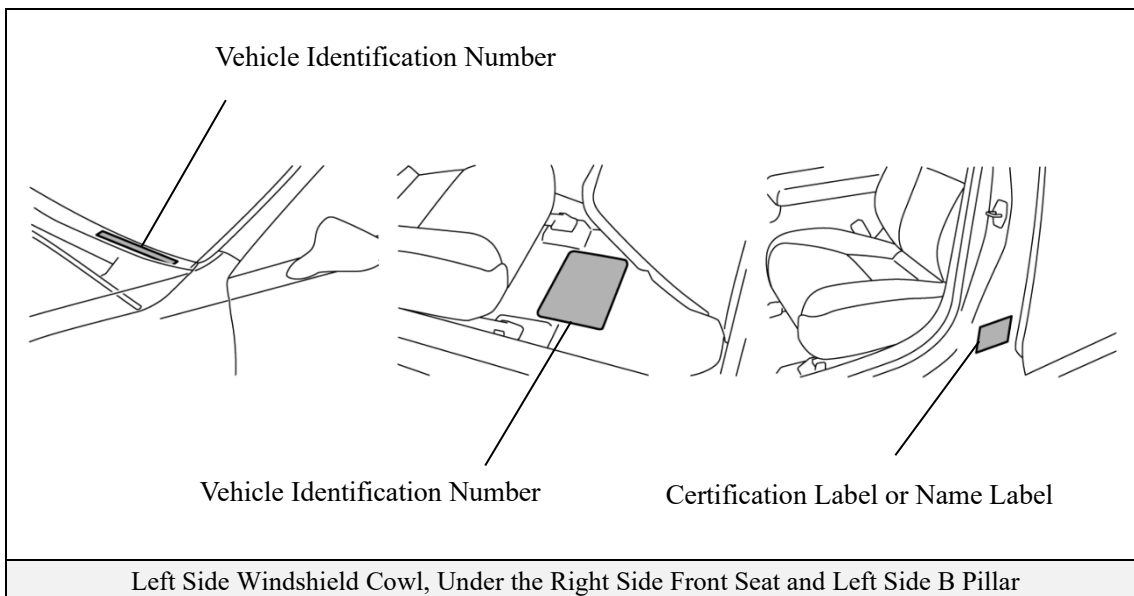 Vehicle Identification Number
Vehicle Identification Number
Certification Label or Name Label
Left Side Windshield Cowl, Under the Right Side Front Seat and Left Side B Pillar